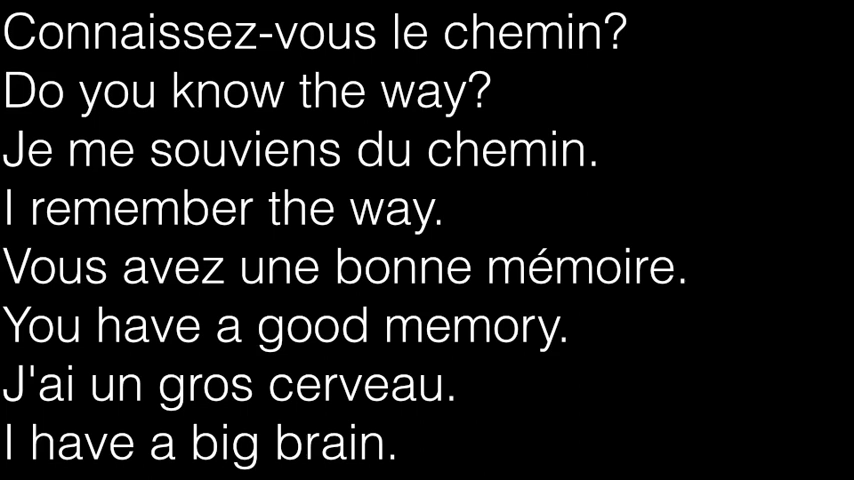 Connaissez-vous le chemin?
Do you know the way?
Je me souviens du chemin.
I remember the way.
Vous avez une bonne mémoire.
You have a good memory.
J'ai un gros cerveau.
I have a big brain.